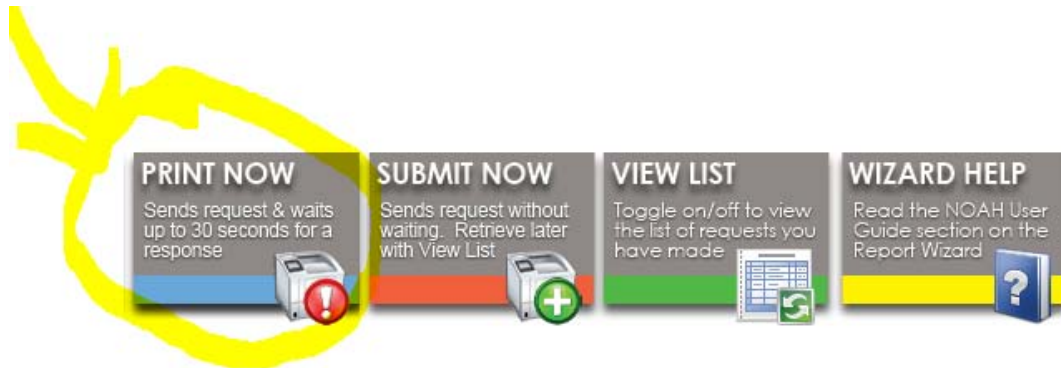 PRINT NOW
Sends request & waits
up to 30 seconds for a
response
SUBMIT NOW
Sends request without
waiting. Retrieve later
with View List
VIEW LIST
Toggle on/off to view
the list of requests you
have made
WIZARD HELP
Read the NOAH User
Guide section on the
Report Wizard